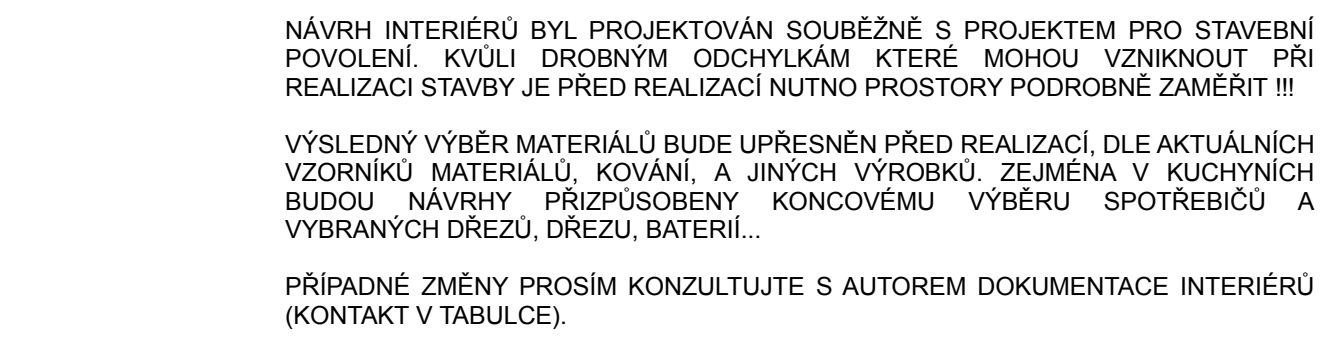 NÁVRH INTERIÉRŮ BYL PROJEKTOVÁN SOUBĚŽNĚ S PROJEKTEM PRO STAVEBNÍ
POVOLENÍ. KVŮLI DROBNÝM ODCHYLKÁM KTERÉ MOHOU VZNIKNOUT PŘI
REALIZACI STAVBY JE PŘED REALIZACÍ NUTNO PROSTORY PODROBNĚ ZAMĚŘIT !!!
VÝSLEDNÝ VÝBĚR MATERIÁLŮ BUDE UPŘESNĚN PŘED REALIZACÍ, DLE AKTUÁLNÍCH
VZORNÍKŮ MATERIÁLŮ, KOVÁNÍ, A JINÝCH VÝROBKŮ. ZEJMÉNA V KUCHYNÍCH
BUDOU NÁVRHY PŘIZPŮSOBENY KONCOVÉMU VÝBĚRU SPOTŘEBIČŮ A
VYBRANÝCH DŘEZŮ, DŘEZU, BATERIÍ...
PŘÍPADNÉ ZMĚNY PROSÍM KONZULTUJTE S AUTOREM DOKUMENTACE INTERIÉRŮ
(KONTAKT V TABULCE).